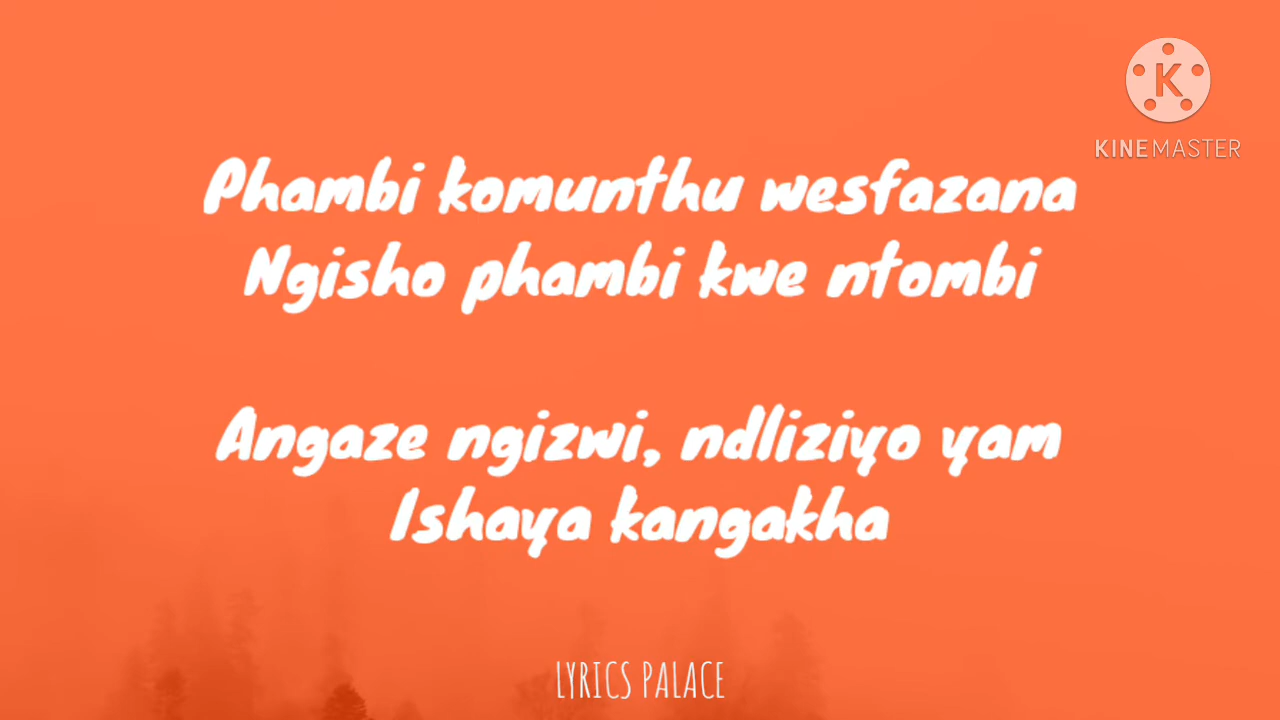 KINEMASTER
Phambi komunthu wesfazana
Ngisho phambi kwe ntombi
Angaze ngizwi, ndliziyo yam
Ishaya kangakha
LYRICS PALACE